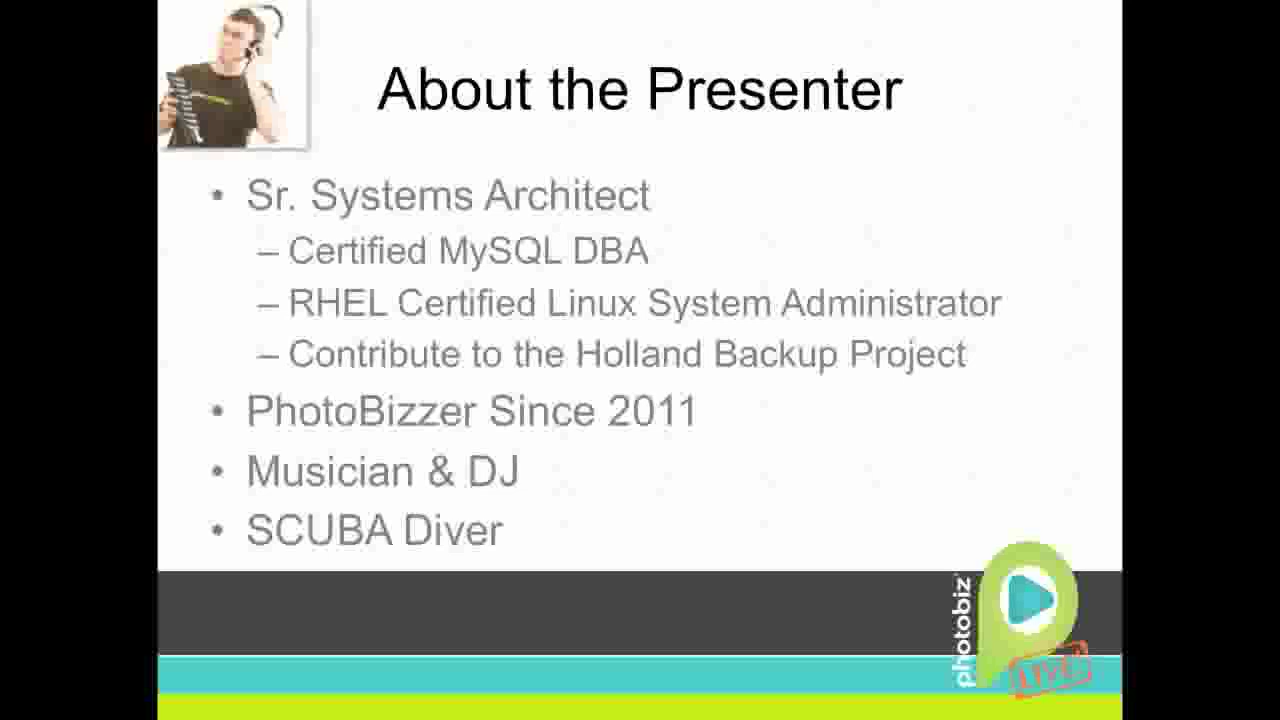 About the Presenter
• Sr. Systems Architect
– Certified MySQL DBA
– RHEL Certified Linux System Administrator
– Contribute to the Holland Backup Project
• PhotoBizzer Since 2011
• Musician & DJ
• SCUBA Diver
photobiz
LIVE